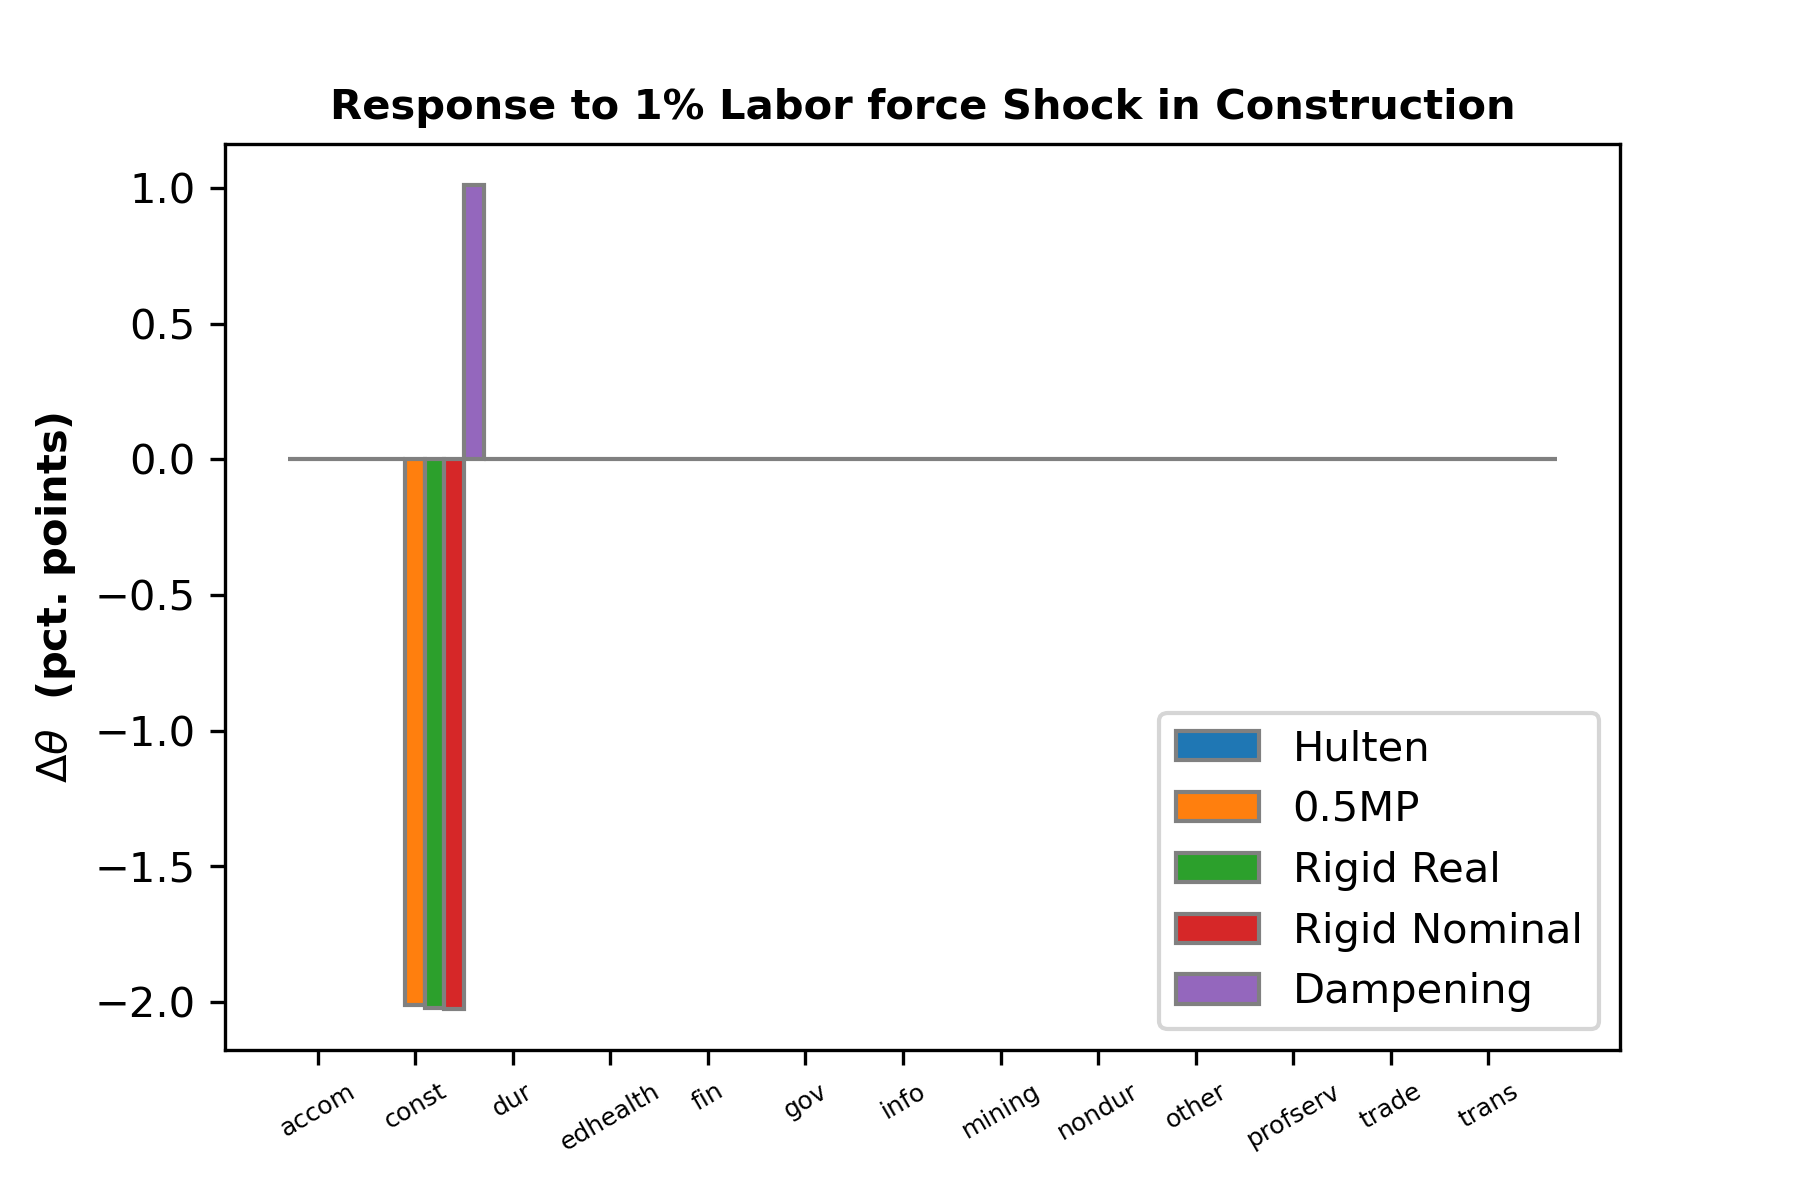 Response to 1% Labor force Shock in Construction
Δθ (pct. points)
1.0
0.5
0.0
−0.5
−1.0
−1.5
−2.0
accom const dur edhealth fin gov info mining nondur other profserv trade trans
Hulten
0.5MP
Rigid Real
Rigid Nominal
Dampening